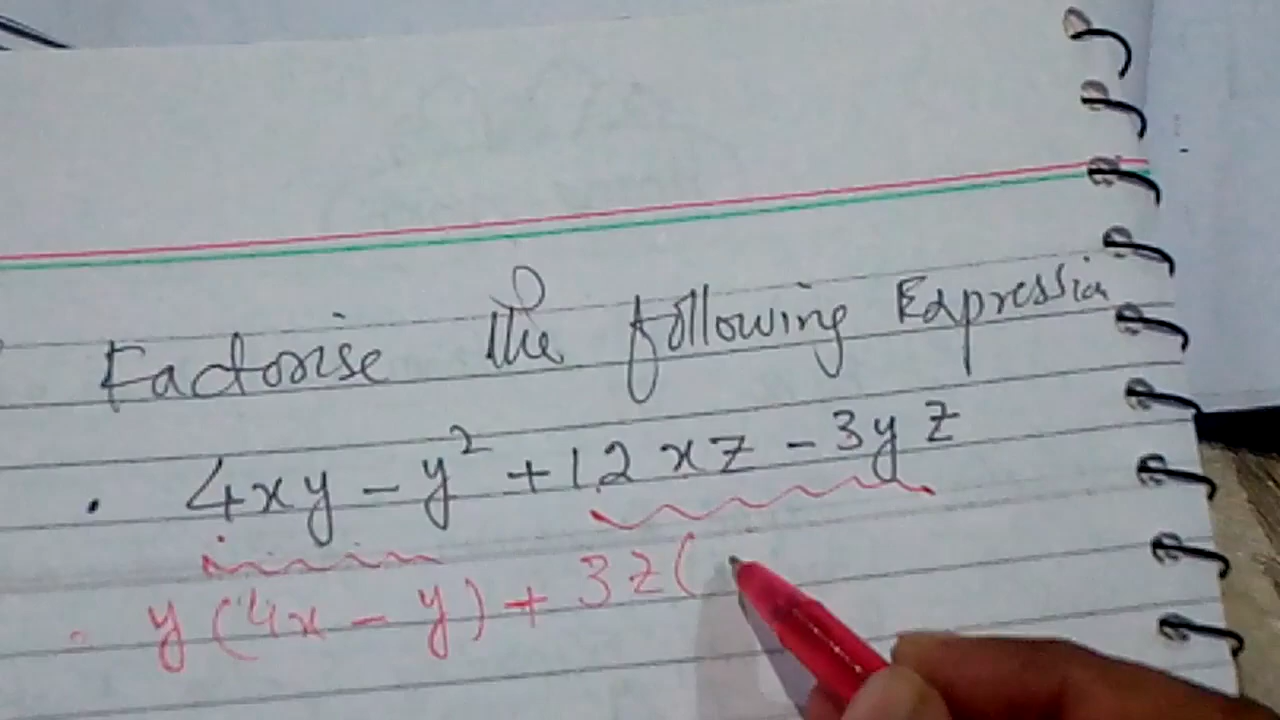 Factorise the following Expression
. 4xy - y² + 12xz - 3yz
= y(4x - y) + 3z(